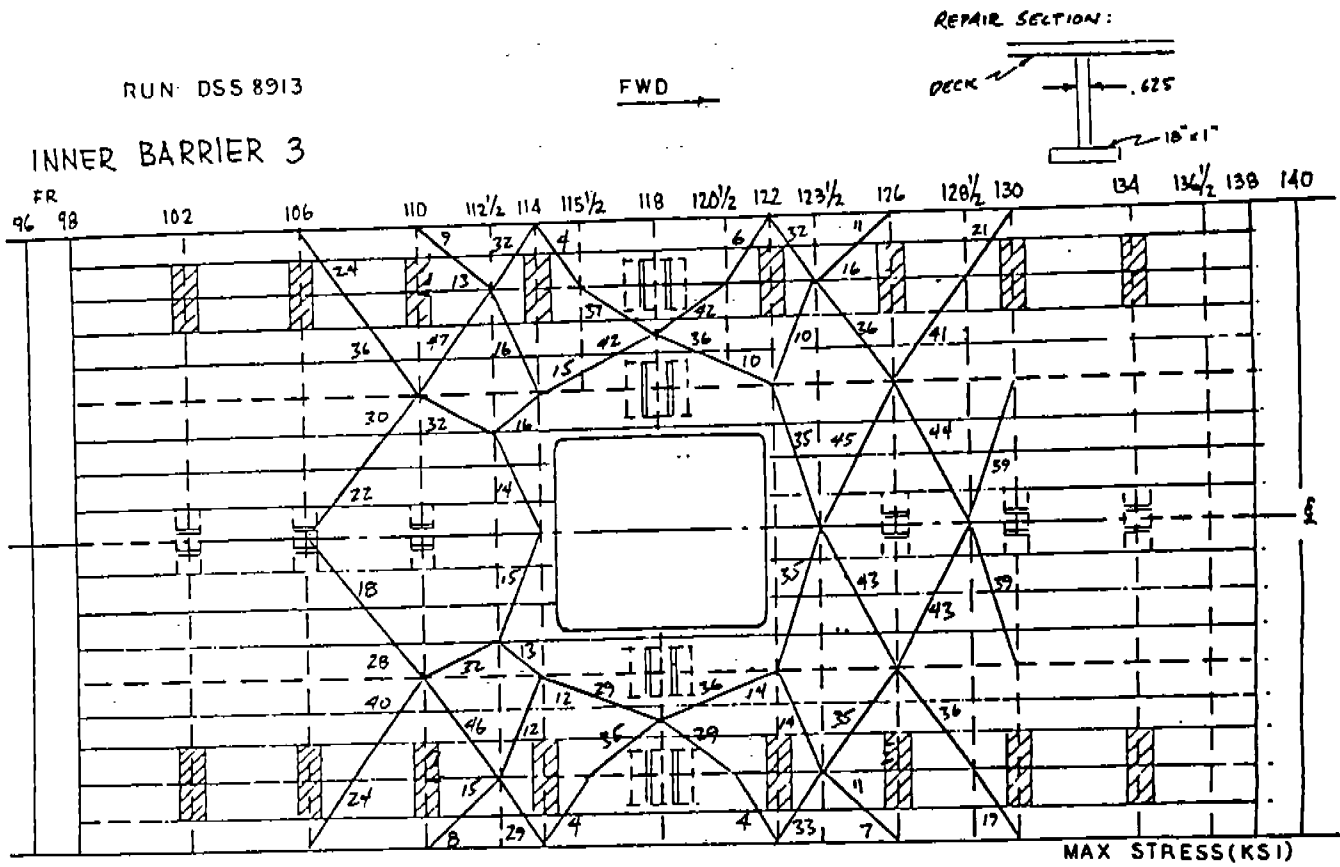 REPAIR SECTION:
RUN: DSS 8913
FWD
DECK
.625
18"x1"
INNER BARRIER 3
FR
96 98 102 106 110 112½ 114 115½ 118 120½ 122 123½ 126 128½ 130 134 136½ 138 140
9 32 4 6 32 11 21
24 13 16
37 42
36 47 16 42 36 10 36 41
15 10
30 32 16 35 45 44
39
22 14
18 15 35 43 43 39
28 32 13
12 29 36 14
40 46 12 35 29 14 35 36
24 15 11
8 29 4 4 33 7 19
MAX STRESS (KSI)